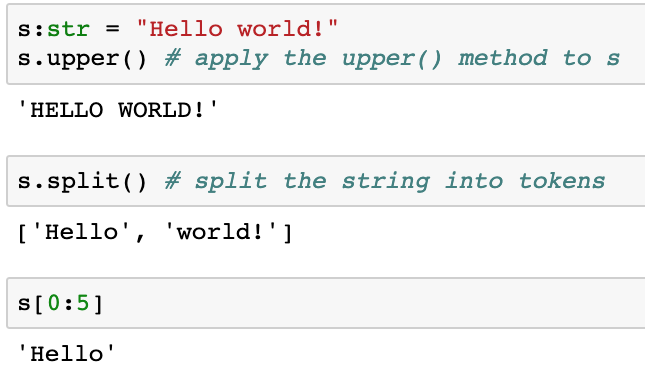 s:str = "Hello world!"
s.upper() # apply the upper() method to s
'HELLO WORLD!'
s.split() # split the string into tokens
['Hello', 'world!']
s[0:5]
'Hello'